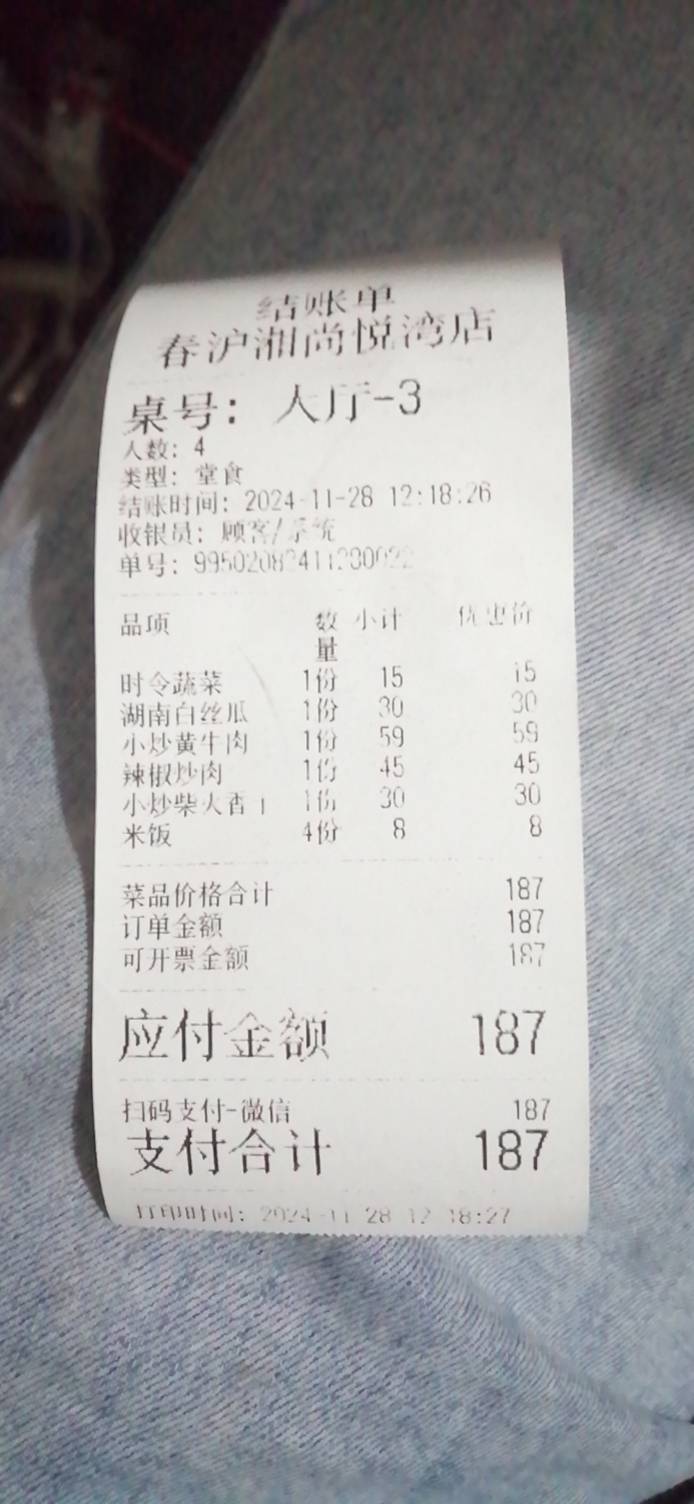 结账单
春沪湘尚悦湾店
桌号: 大厅-3
人数: 4
类型: 堂食
结账时间: 2024-11-28 12:18:26
收银员: 顾客/系统
单号:
品项 数量 小计 优惠价
时令蔬菜 1份 15 15
湖南白丝瓜 1份 30 30
小炒黄牛肉 1份 59 59
辣椒炒肉 1份 45 45
小炒柴火香干 1份 30 30
米饭 4份 8 8
菜品价格合计 187
订单金额 187
可开票金额 187
应付金额 187
扫码支付-微信 187
支付合计 187
打印时间: 2024-11-28 12:18:27